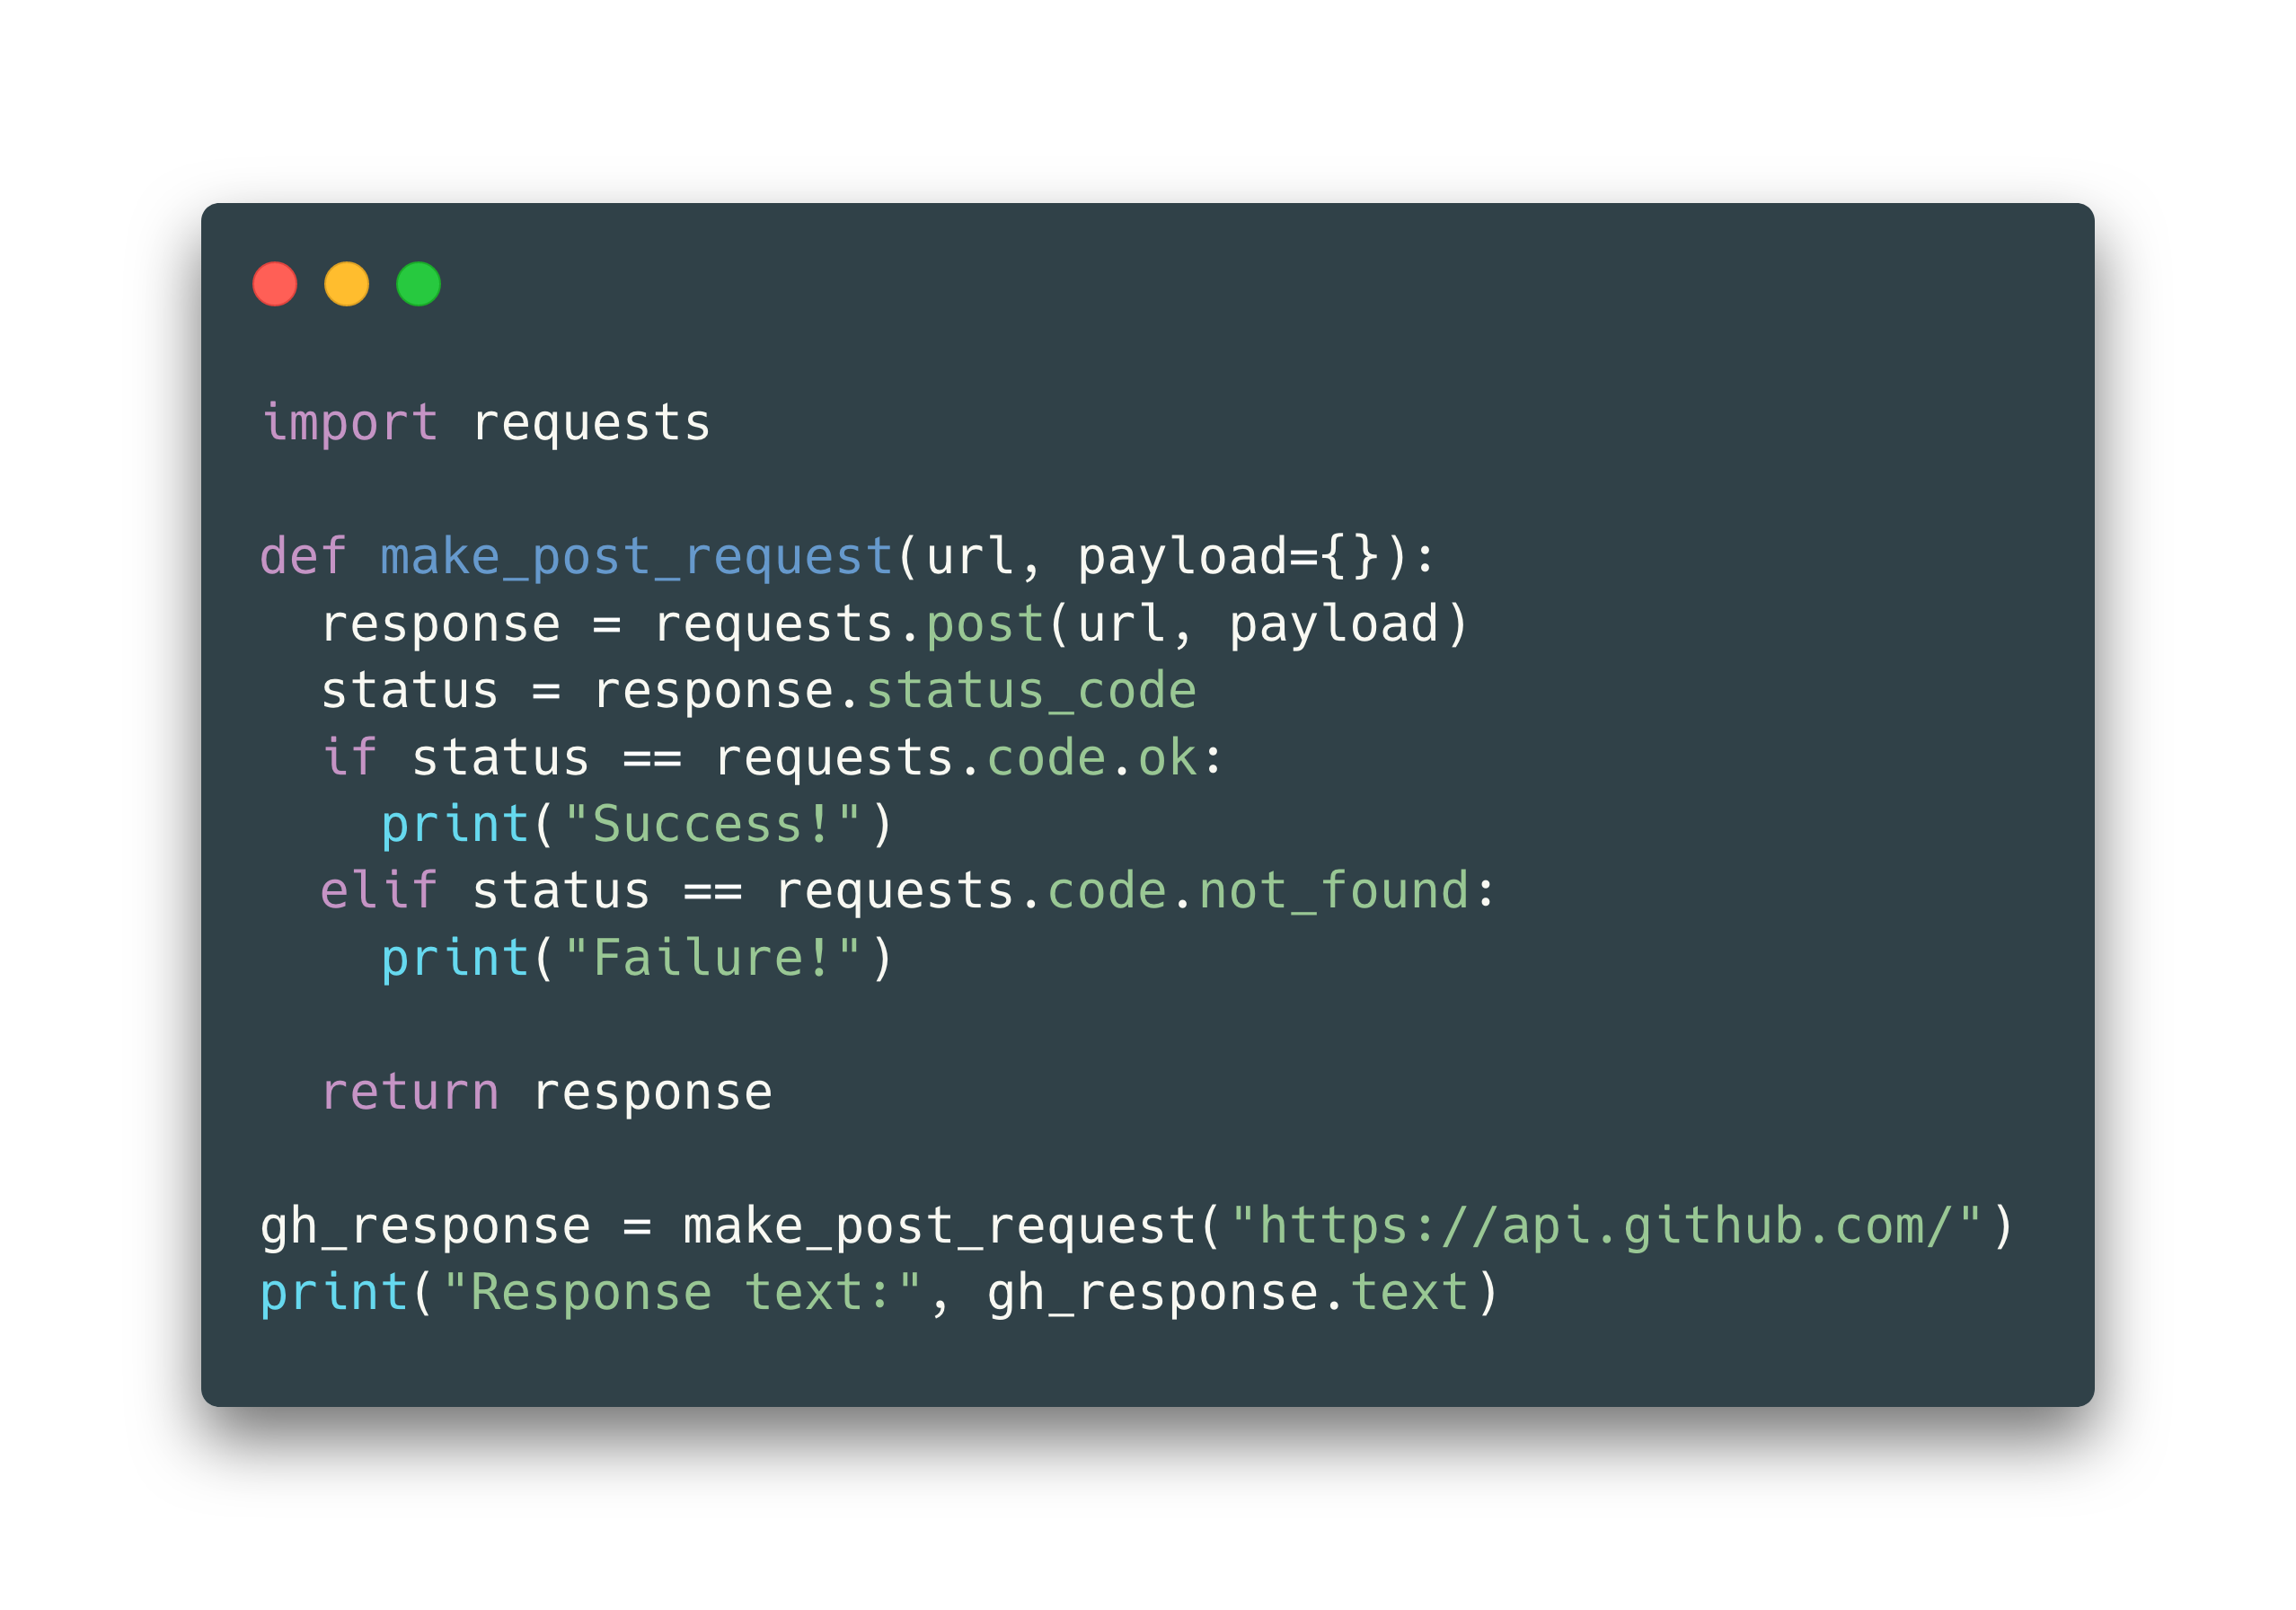 import requests

def make_post_request(url, payload={}):
  response = requests.post(url, payload)
  status = response.status_code
  if status == requests.code.ok:
    print("Success!")
  elif status == requests.code.not_found:
    print("Failure!")

  return response

gh_response = make_post_request("https://api.github.com/")
print("Response text:", gh_response.text)